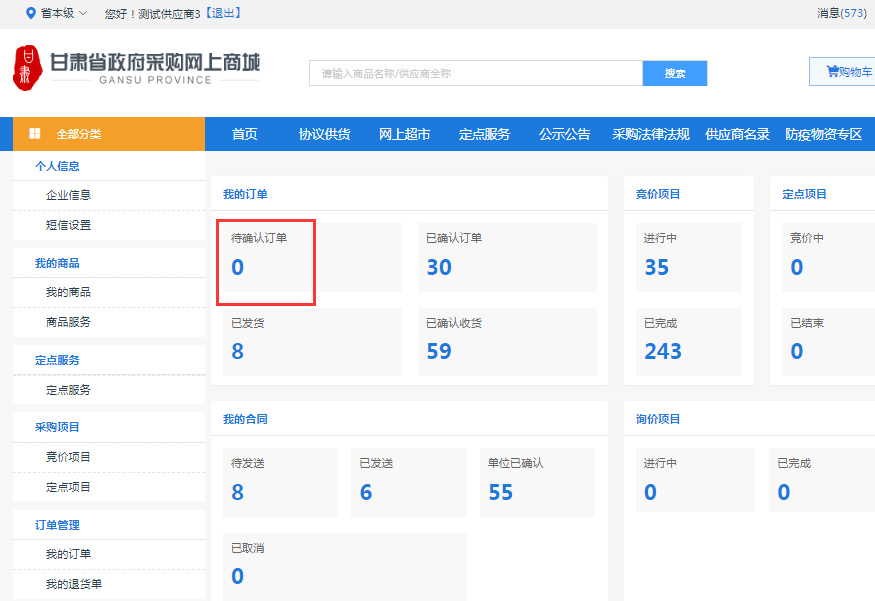 省本级 您好！测试供应商3【退出】 消息(573)
甘肃省政府采购网上商城
GANSU PROVINCE
甘肃
请输入商品名称/供应商全称 搜索 购物车
全部分类 首页 协议供货 网上超市 定点服务 公示公告 采购法律法规 供应商名录 防疫物资专区
个人信息
企业信息
短信设置
我的商品
我的商品
商品服务
定点服务
定点服务
采购项目
竞价项目
定点项目
订单管理
我的订单
我的退货单
我的订单
待确认订单 已确认订单
0 30
已发货 已确认收货
8 59
竞价项目
进行中
35
已完成
243
定点项目
竞价中
0
已结束
0
我的合同
待发送 已发送 单位已确认
8 6 55
已取消
0
询价项目
进行中 已完成
0 0